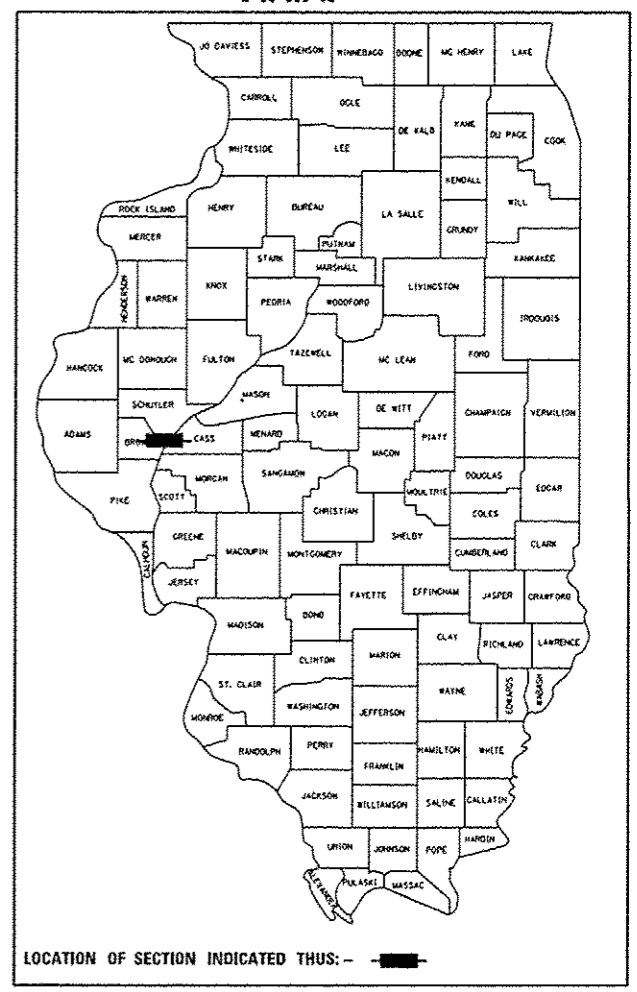 JO DAVIESS STEPHENSON WINNEBAGO BOONE MC HENRY LAKE
CARROLL OGLE DE KALB KANE DU PAGE COOK
WHITESIDE LEE KENDALL
ROCK ISLAND HENRY BUREAU LA SALLE WILL
MERCER PUTNAM GRUNDY
STARK MARSHALL KANKAKEE
HENDERSON WARREN KNOX PEORIA WOODFORD LIVINGSTON IROQUOIS
HANCOCK MC DONOUGH FULTON TAZEWELL MC LEAN FORD
SCHUYLER MASON LOGAN DE WITT CHAMPAIGN VERMILION
ADAMS CASS MENARD PIATT
MACON
PIKE SCOTT MORGAN SANGAMON MOULTRIE DOUGLAS EDGAR
CHRISTIAN COLES
CALHOUN GREENE MACOUPIN MONTGOMERY SHELBY CUMBERLAND CLARK
JERSEY FAYETTE EFFINGHAM JASPER CRAWFORD
MADISON BOND CLAY RICHLAND LAWRENCE
CLINTON MARION
ST. CLAIR WASHINGTON JEFFERSON WAYNE EDWARDS WABASH
MONROE
RANDOLPH PERRY HAMILTON WHITE
FRANKLIN
JACKSON WILLIAMSON SALINE GALLATIN
UNION JOHNSON POPE HARDIN
ALEXANDER PULASKI MASSAC
LOCATION OF SECTION INDICATED THUS: -